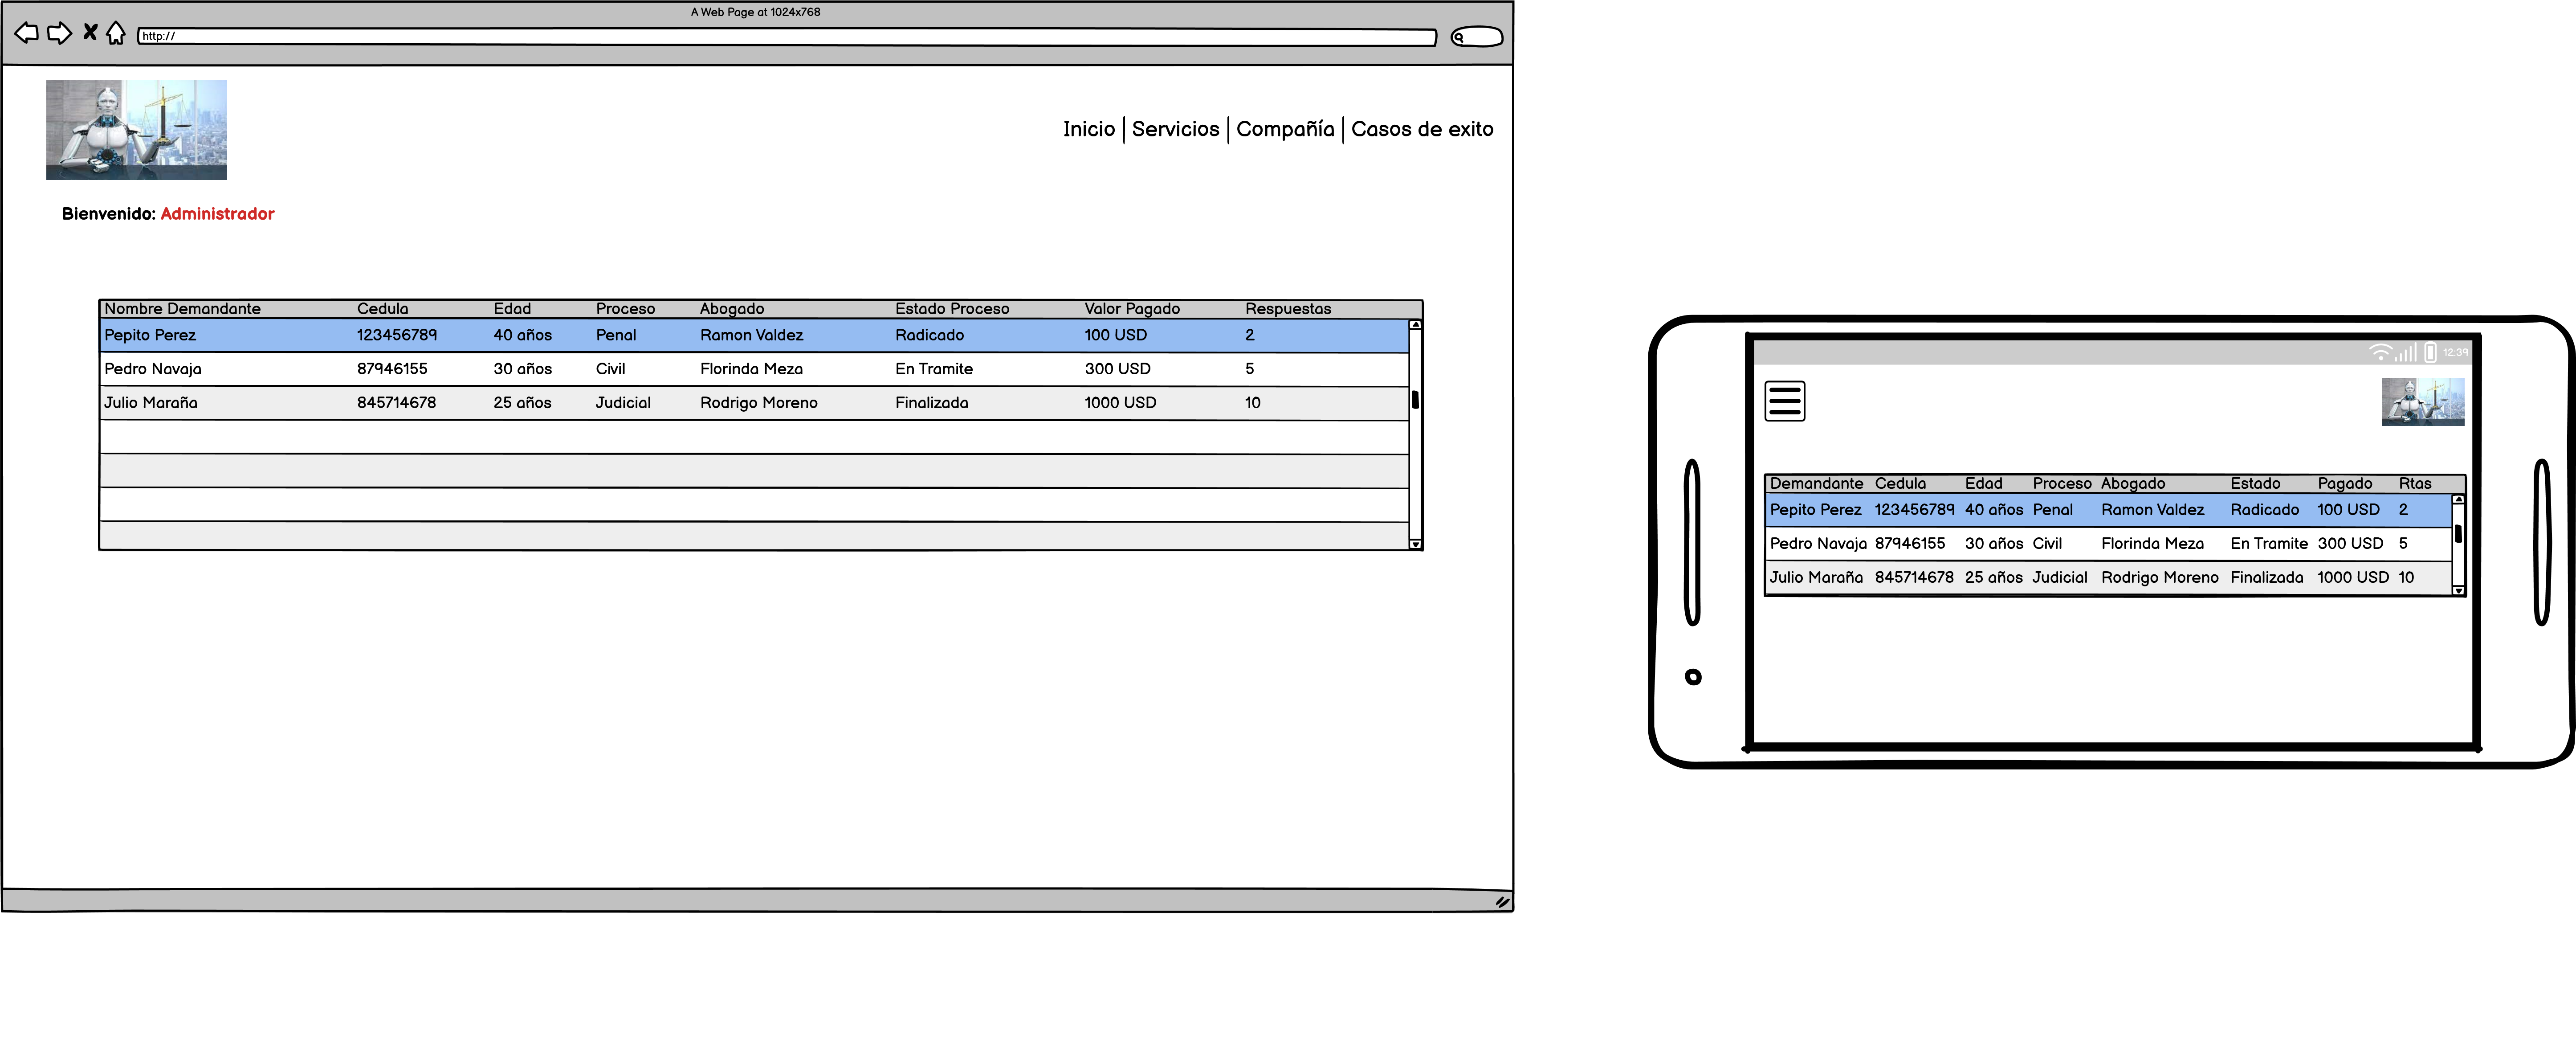 A Web Page at 1024x768
http://
Inicio | Servicios | Compañía | Casos de exito
Bienvenido: Administrador
Nombre Demandante Cedula Edad Proceso Abogado Estado Proceso Valor Pagado Respuestas
Pepito Perez 123456789 40 años Penal Ramon Valdez Radicado 100 USD 2
Pedro Navaja 87946155 30 años Civil Florinda Meza En Tramite 300 USD 5
Julio Maraña 845714678 25 años Judicial Rodrigo Moreno Finalizada 1000 USD 10
12:39
Demandante Cedula Edad Proceso Abogado Estado Pagado Rtas
Pepito Perez 123456789 40 años Penal Ramon Valdez Radicado 100 USD 2
Pedro Navaja 87946155 30 años Civil Florinda Meza En Tramite 300 USD 5
Julio Maraña 845714678 25 años Judicial Rodrigo Moreno Finalizada 1000 USD 10